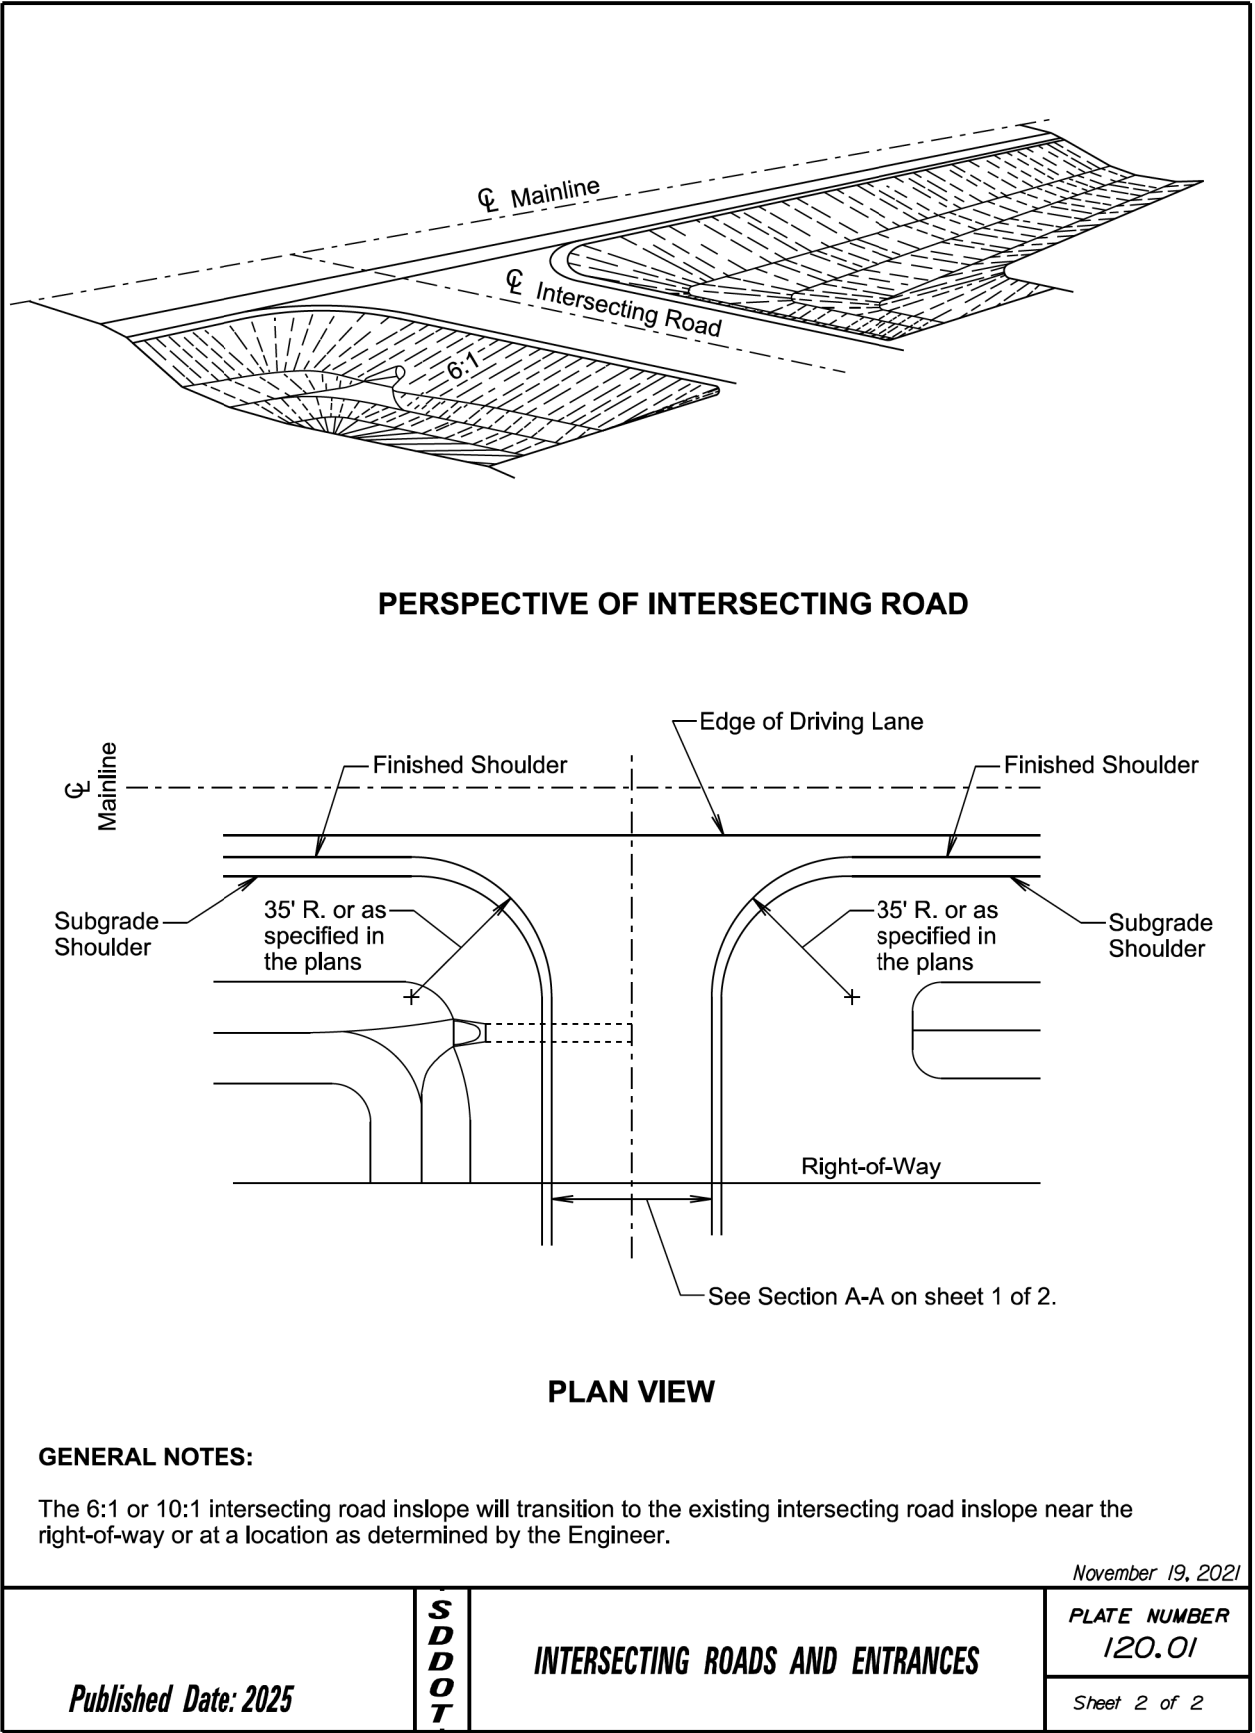 ℄ Mainline
℄ Intersecting Road
6:1
PERSPECTIVE OF INTERSECTING ROAD
Edge of Driving Lane
Finished Shoulder
Finished Shoulder
℄
Mainline
Subgrade
Shoulder
35' R. or as
specified in
the plans
35' R. or as
specified in
the plans
Subgrade
Shoulder
Right-of-Way
See Section A-A on sheet 1 of 2.
PLAN VIEW
GENERAL NOTES:
The 6:1 or 10:1 intersecting road inslope will transition to the existing intersecting road inslope near the
right-of-way or at a location as determined by the Engineer.
November 19, 2021
Published Date: 2025
S
D
D
O
T
INTERSECTING ROADS AND ENTRANCES
PLATE NUMBER
120.01
Sheet 2 of 2